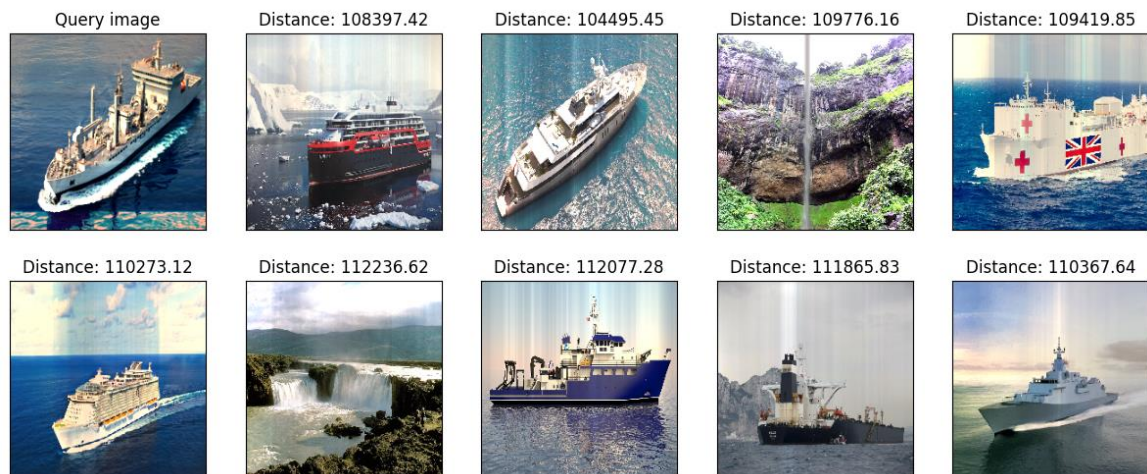 Query image
Distance: 108397.42
Distance: 104495.45
Distance: 109776.16
Distance: 109419.85
Distance: 110273.12
Distance: 112236.62
Distance: 112077.28
Distance: 111865.83
Distance: 110367.64